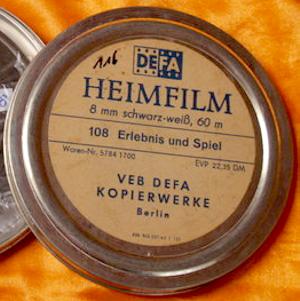 116
DEFA
HEIMFILM
8 mm schwarz-weiß, 60 m
108 Erlebnis und Spiel
Waren-Nr. 5784 1700
EVP 22,35 DM
VEB DEFA
KOPIERWERKE
Berlin